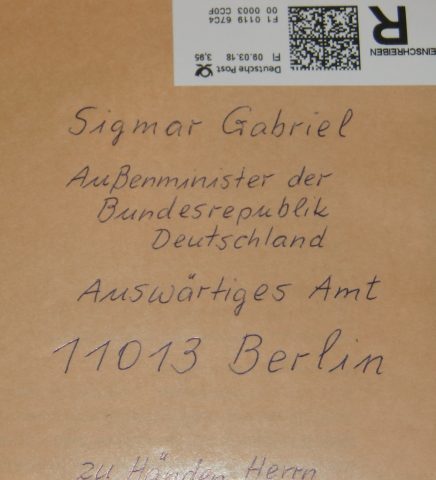 EINSCHREIBEN
R
Deutsche Post
FI 09.03.18 3,95
F1 0119 67C4
00 0003 CC0F
Sigmar Gabriel
Außenminister der
Bundesrepublik
Deutschland
Auswärtiges Amt
11013 Berlin
zu Händen Herrn